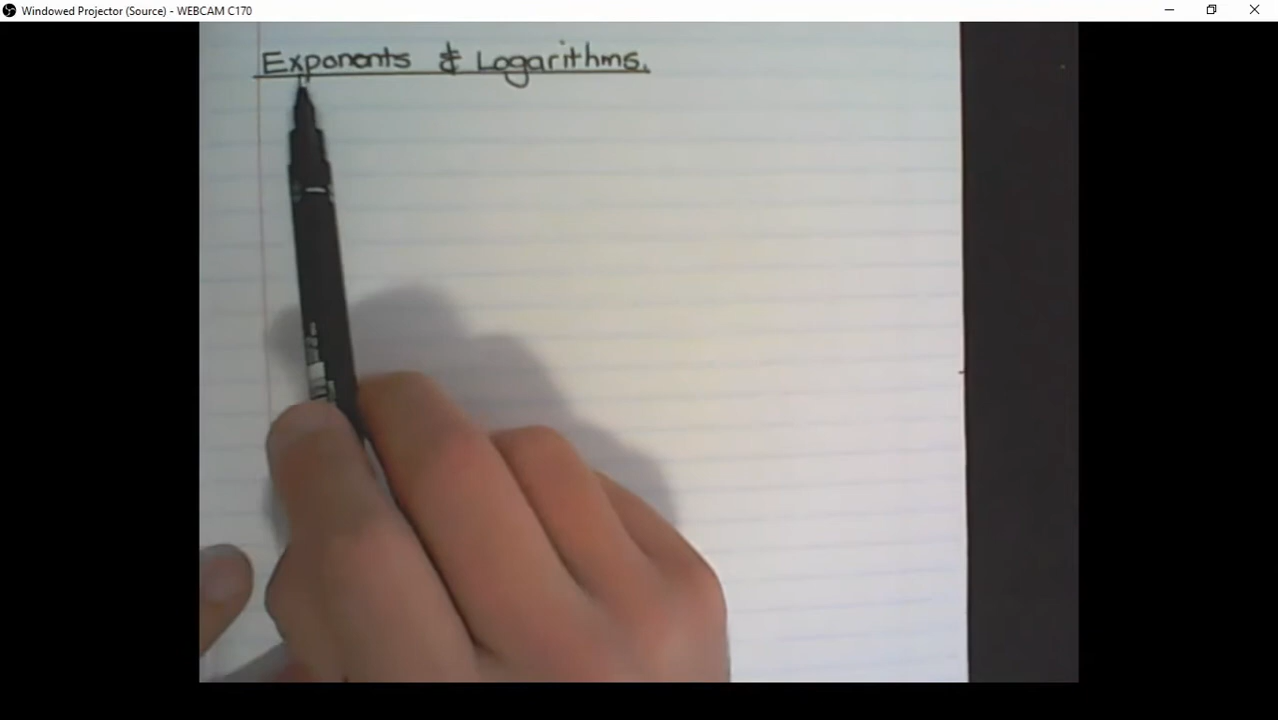 Windowed Projector (Source) - WEBCAM C170
Exponents & Logarithms.